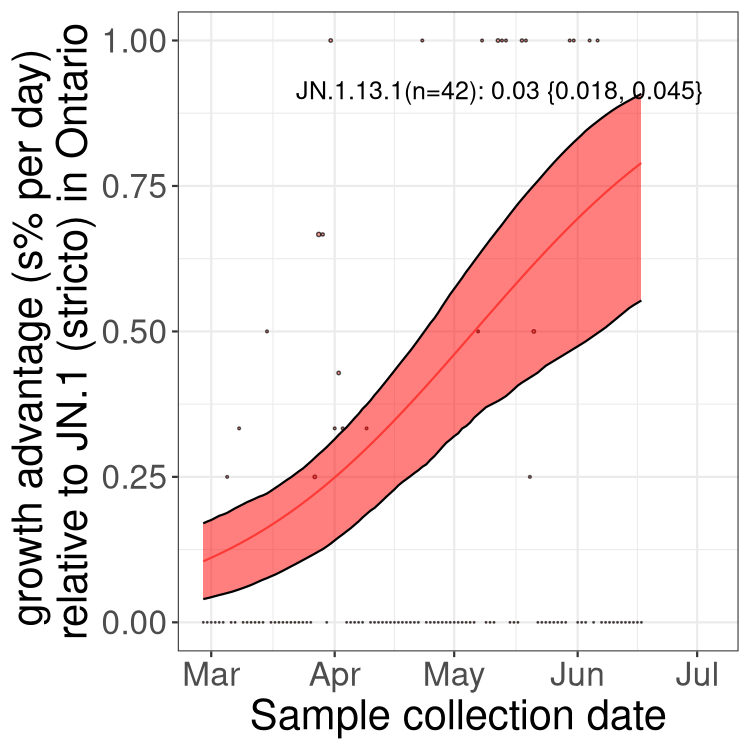 growth advantage (s% per day)
relative to JN.1 (stricto) in Ontario
1.00
0.75
0.50
0.25
0.00
JN.1.13.1(n=42): 0.03 {0.018, 0.045}
Mar Apr May Jun Jul
Sample collection date